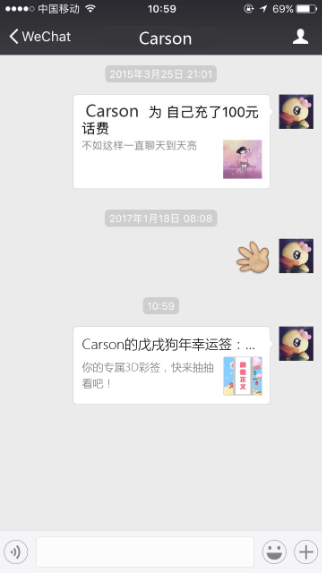 中国移动 10:59 69%
WeChat Carson
2015年3月25日 21:01
Carson 为 自己充了100元
话费
不如这样一直聊天到天亮
2017年1月18日 08:08
10:59
Carson的戊戌狗年幸运签：...
你的专属3D彩签，快来抽抽
看吧！